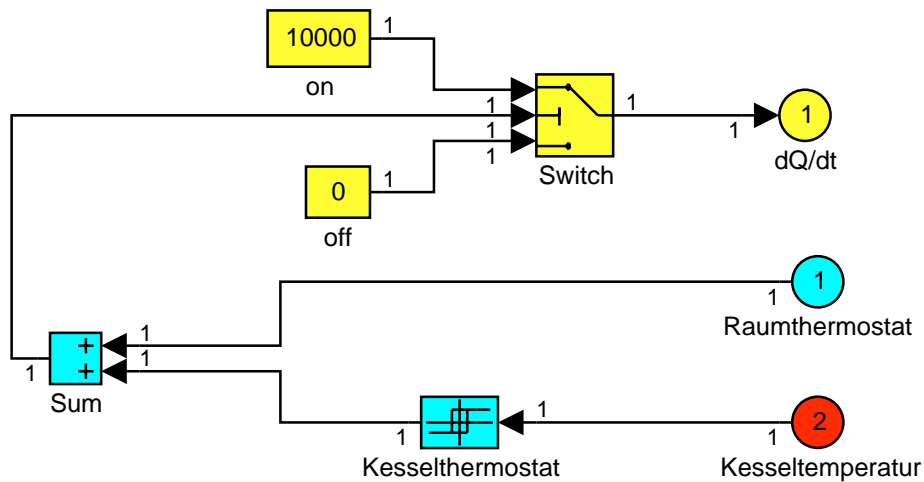 10000
1
on
1
1
1
1
Switch
1
1
1
dQ/dt
0
1
off
1
1
Raumthermostat
+
+
1
1
1
Sum
1
Kesselthermostat
1
2
1
Kesseltemperatur